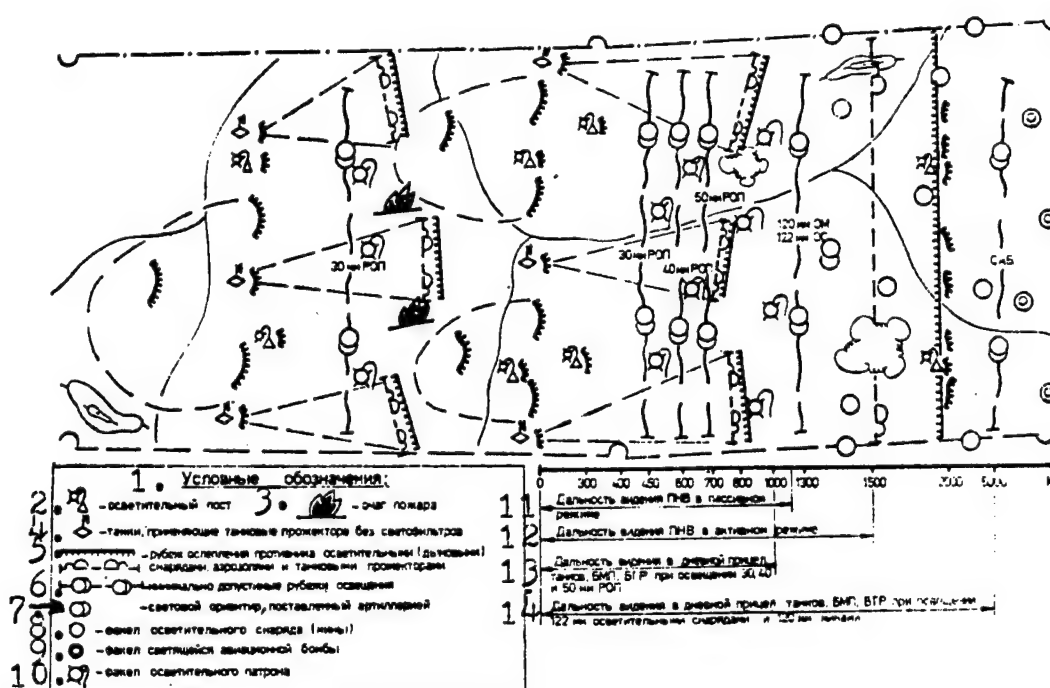 50 мм РОП
120 мм ОМ
122 мм ОС
30 мм РОП
30 мм РОП
40 мм РОП
САБ
1. Условные обозначения:
2. - осветительный пост 3. - очаг пожара
4. - танки, применяющие танковые прожектора без светофильтров
5. - рубеж ослепления противника осветительными (дымовыми)
снарядами, аэрозолями и танковыми прожекторами
6. - минимально допустимые рубежи освещения
7 - световой ориентир, поставленный артиллерией
8. - факел осветительного снаряда (мины)
9. - факел светящейся авиационной бомбы
10. - факел осветительного патрона
0 300 400 450 600 700 800 1000 1100 1500 2000 5000
11. Дальность видения ПНВ в пассивном
режиме
12. Дальность видения ПНВ в активном режиме
13. Дальность видения в дневной прицел
танков, БМП, БТР при освещении 30, 40
и 50 мм РОП
14. Дальность видения в дневной прицел танков, БМП, БТР при освещении
122 мм осветительными снарядами и 120 мм минами